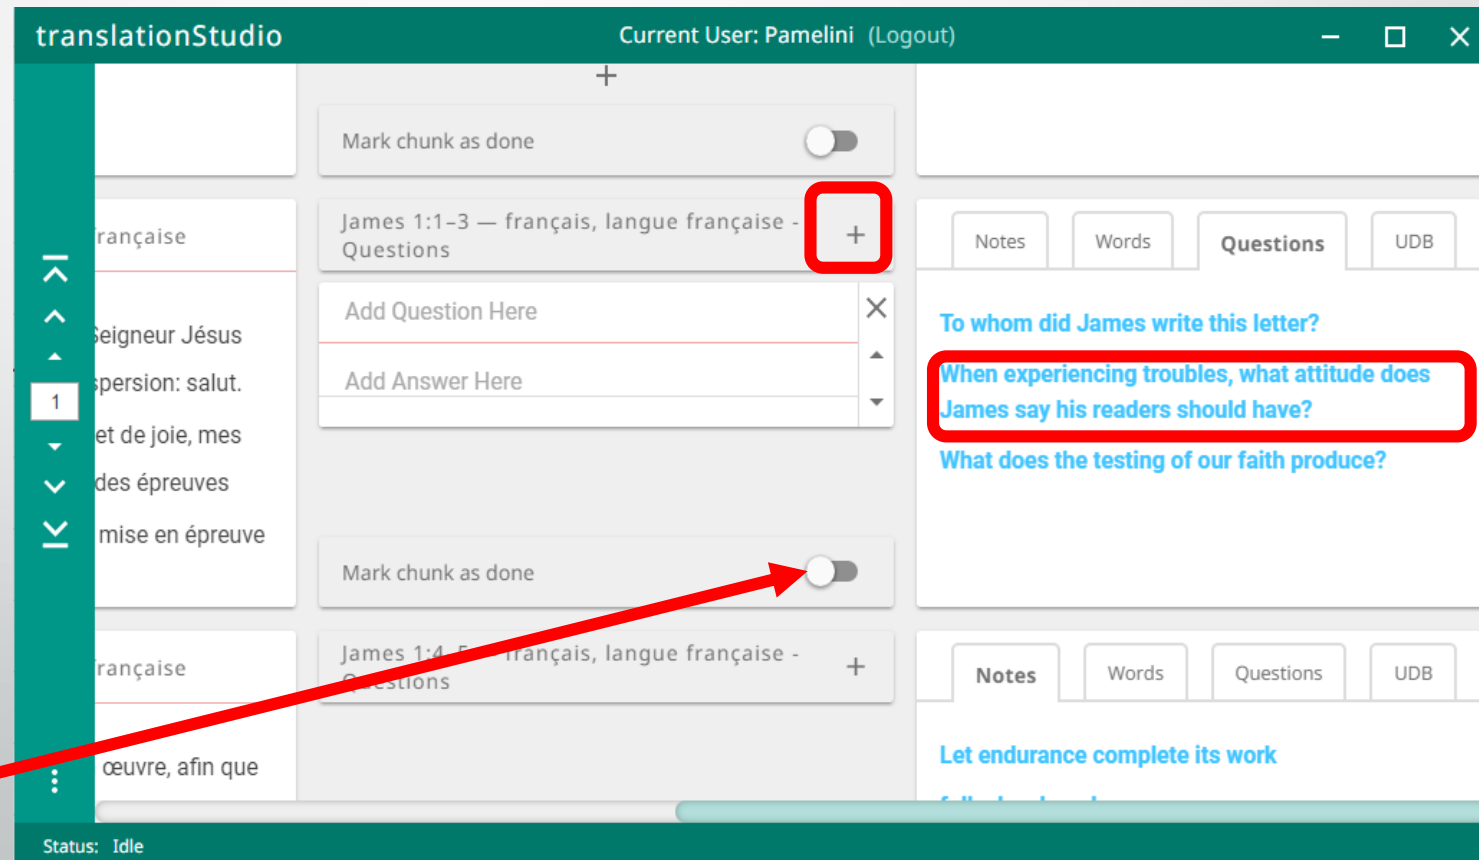 translationStudio
Current User: Pamelini (Logout)
Mark chunk as done
James 1:1–3 — français, langue française -
Questions
Add Question Here
Add Answer Here
Mark chunk as done
James 1:4–5 — français, langue française -
Questions
rançaise
Seigneur Jésus
spersion: salut.
et de joie, mes
des épreuves
mise en épreuve
rançaise
œuvre, afin que
1
Notes
Words
Questions
UDB
To whom did James write this letter?
When experiencing troubles, what attitude does
James say his readers should have?
What does the testing of our faith produce?
Notes
Words
Questions
UDB
Let endurance complete its work
Status: Idle